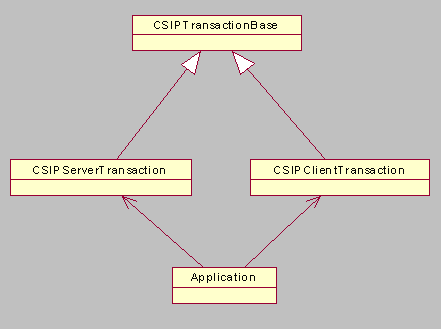 CSIPTransactionBase
CSIPServerTransaction
CSIPClientTransaction
Application